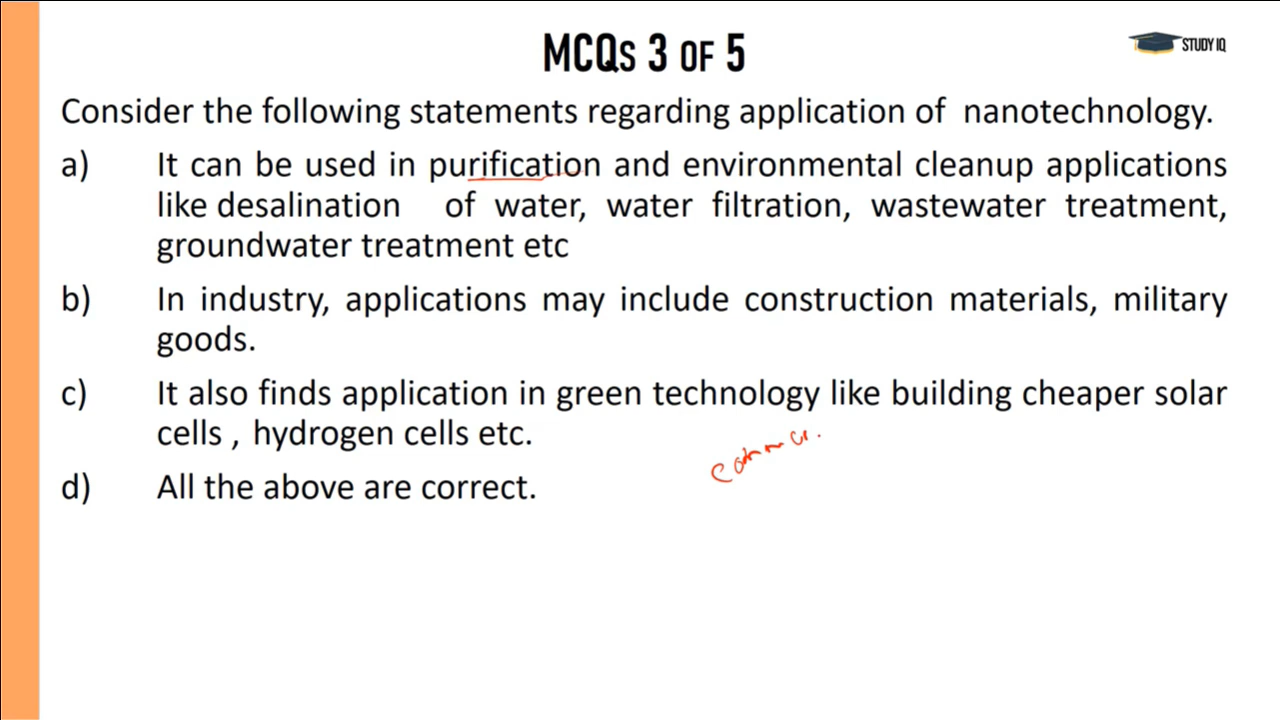 MCQs 3 OF 5
STUDY IQ
Consider the following statements regarding application of nanotechnology.
a) It can be used in purification and environmental cleanup applications
like desalination of water, water filtration, wastewater treatment,
groundwater treatment etc
b) In industry, applications may include construction materials, military
goods.
c) It also finds application in green technology like building cheaper solar
cells , hydrogen cells etc.
d) All the above are correct.